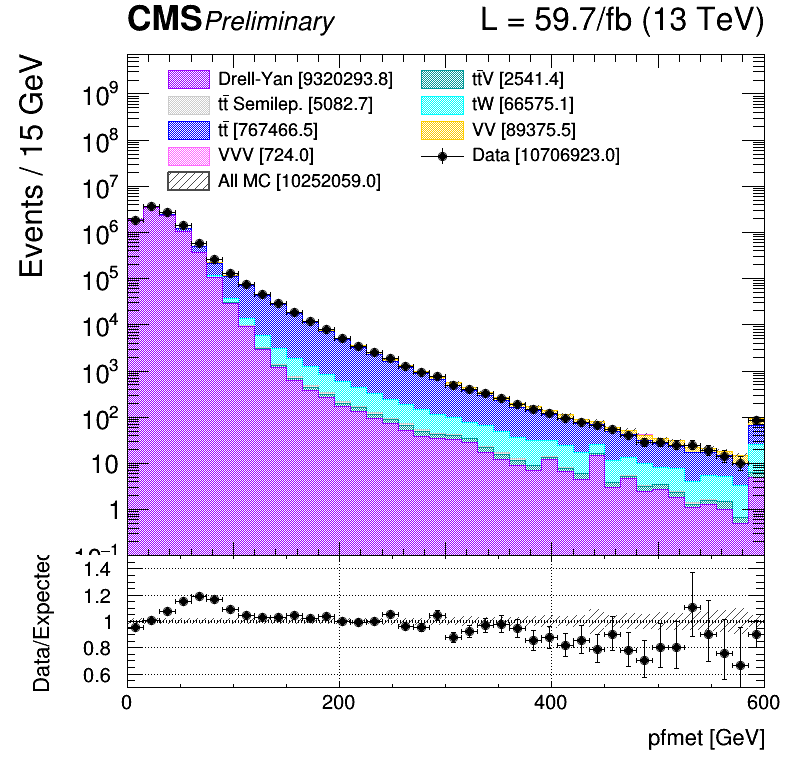 CMS Preliminary L = 59.7/fb (13 TeV)
Events / 15 GeV
Drell-Yan [9320293.8]
tt̄ Semilep. [5082.7]
tt̄ [767466.5]
VVV [724.0]
All MC [10252059.0]
tt̄V [2541.4]
tW [66575.1]
VV [89375.5]
Data [10706923.0]
10⁹
10⁸
10⁷
10⁶
10⁵
10⁴
10³
10²
10
1
10⁻¹
Data/Expected
1.4
1.2
1
0.8
0.6
0 200 400 600
pfmet [GeV]